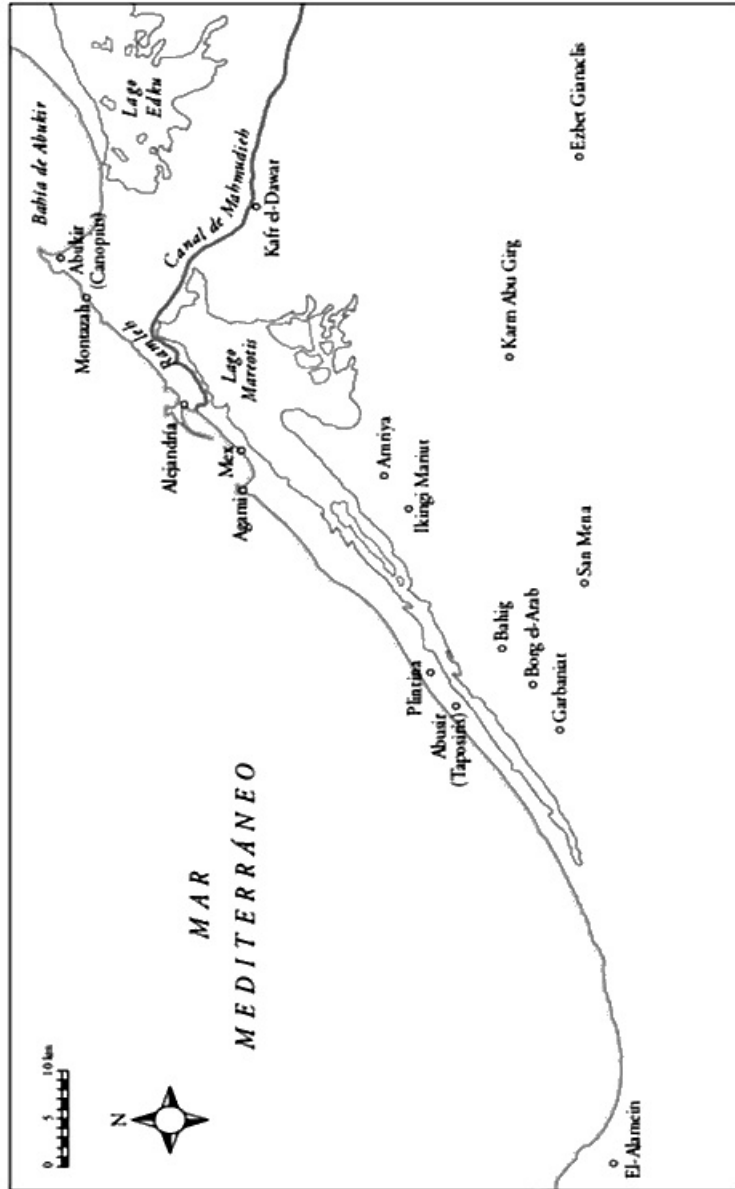 0 5 10 km
N
MAR
MEDITERRÁNEO
Bahía de Abukir
Abukir
(Canopius)
Montazah
Lago
Edku
Ramleh
Canal de Mahmudieh
Alejandría
Kafr el-Dawar
Mex
Agami
Lago
Mareotis
Amriya
Ikingi Mariut
Plintina
Abusir
(Taposiris)
Karm Abu Girg
Bahig
Borg el-Arab
Garbaniat
San Mena
Ezbet Gianaclis
El-Alamein